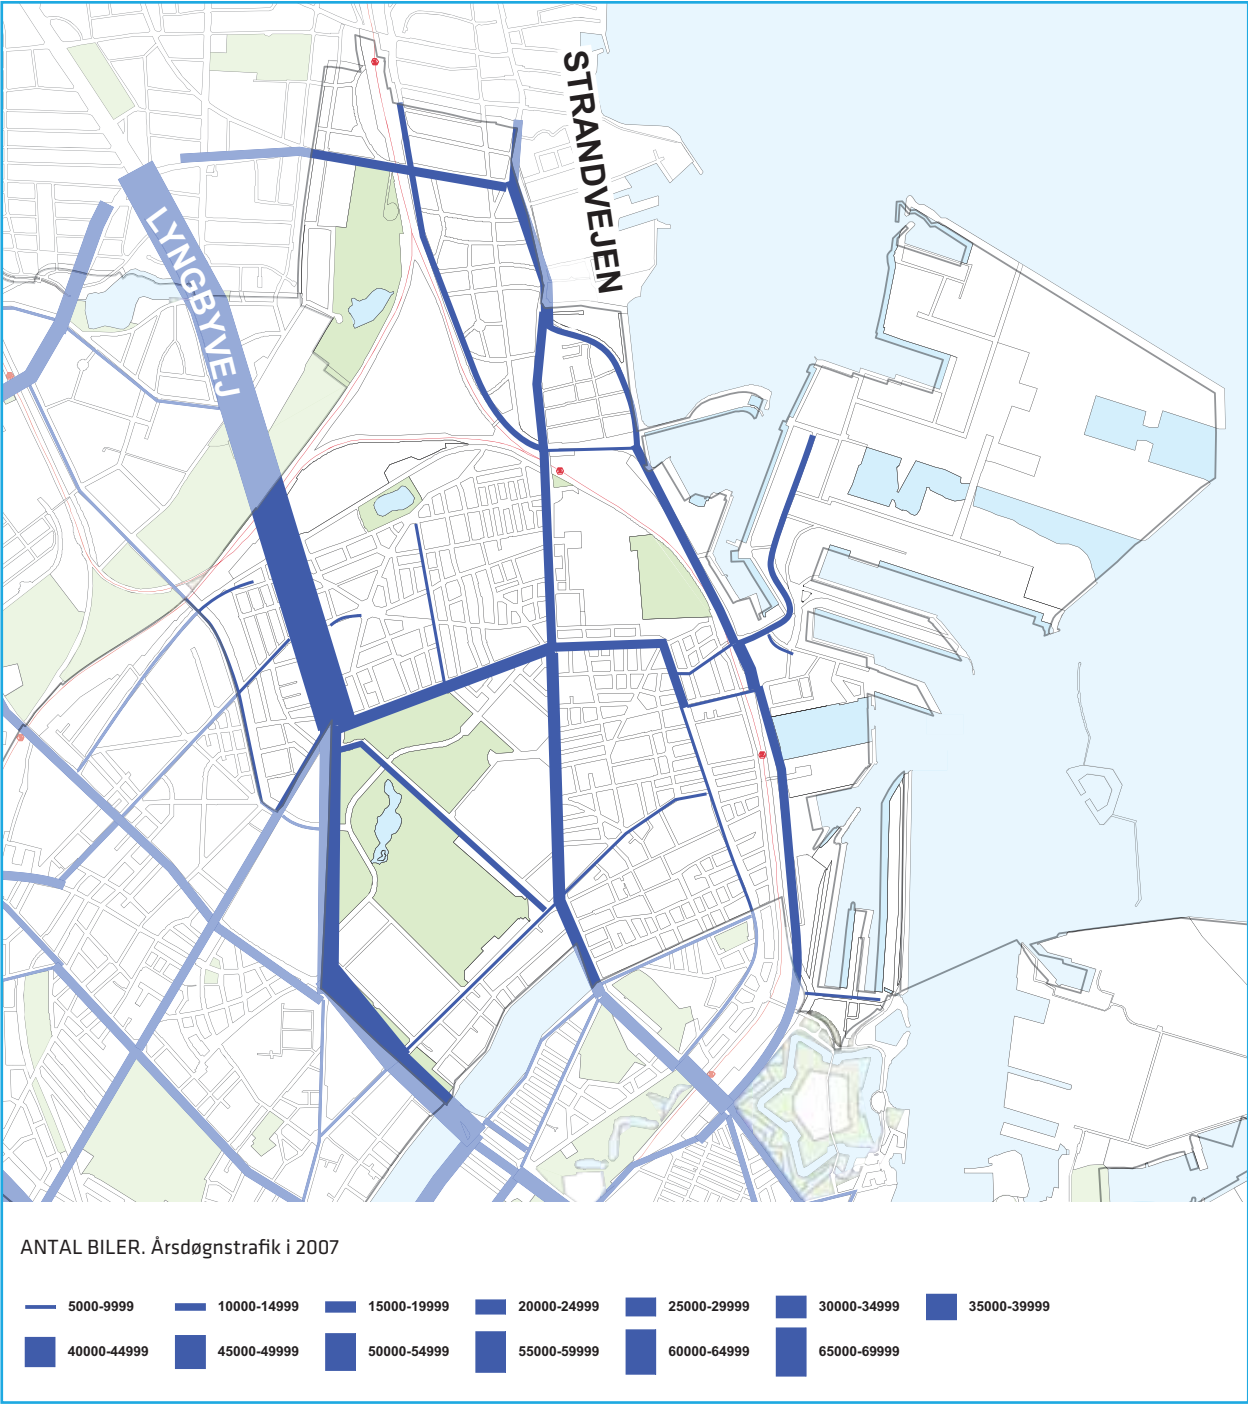 STRANDVEJEN
LYNGBYVEJ
ANTAL BILER. Årsdøgnstrafik i 2007
5000-9999 10000-14999 15000-19999 20000-24999 25000-29999 30000-34999 35000-39999
40000-44999 45000-49999 50000-54999 55000-59999 60000-64999 65000-69999